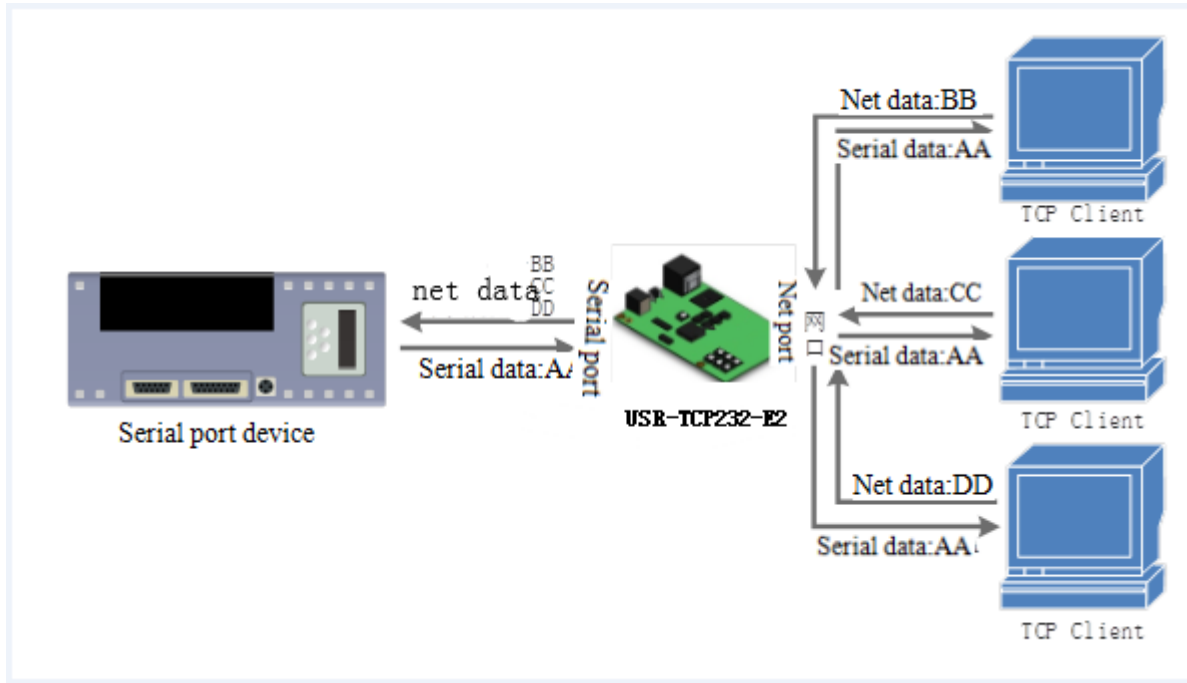 Net data:BB
Serial data:AA
TCP Client
BB
CC
DD
net data
Serial data:AA
Serial port
Net port
网口
USR-TCP232-E2
Serial port device
Net data:CC
Serial data:AA
TCP Client
Net data:DD
Serial data:AA
TCP Client